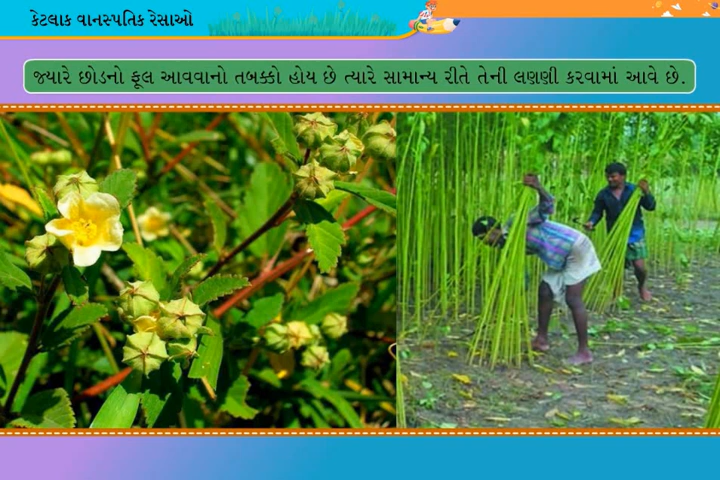 કેટલાક વાનસ્પતિક રેસાઓ
જ્યારે છોડનો ફૂલ આવવાનો તબક્કો હોય છે ત્યારે સામાન્ય રીતે તેની લણણી કરવામાં આવે છે.